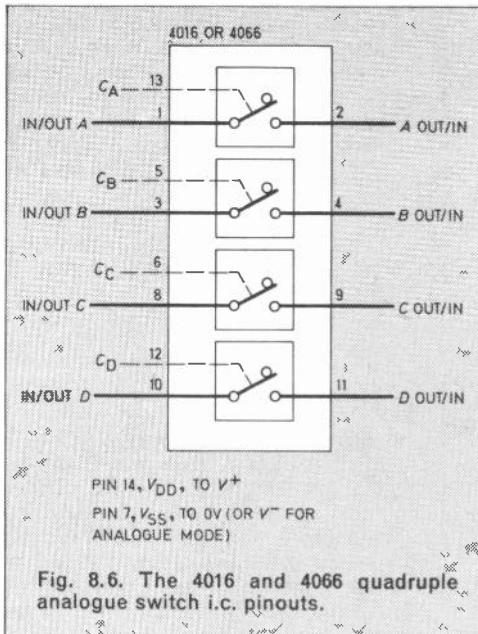 4016 OR 4066
CA 13
IN/OUT A 1 2 A OUT/IN
CB 5
IN/OUT B 3 4 B OUT/IN
CC 6
IN/OUT C 8 9 C OUT/IN
CD 12
IN/OUT D 10 11 D OUT/IN
PIN 14, VDD, TO V+
PIN 7, VSS, TO 0V (OR V- FOR
ANALOGUE MODE)
Fig. 8.6. The 4016 and 4066 quadruple
analogue switch i.c. pinouts.